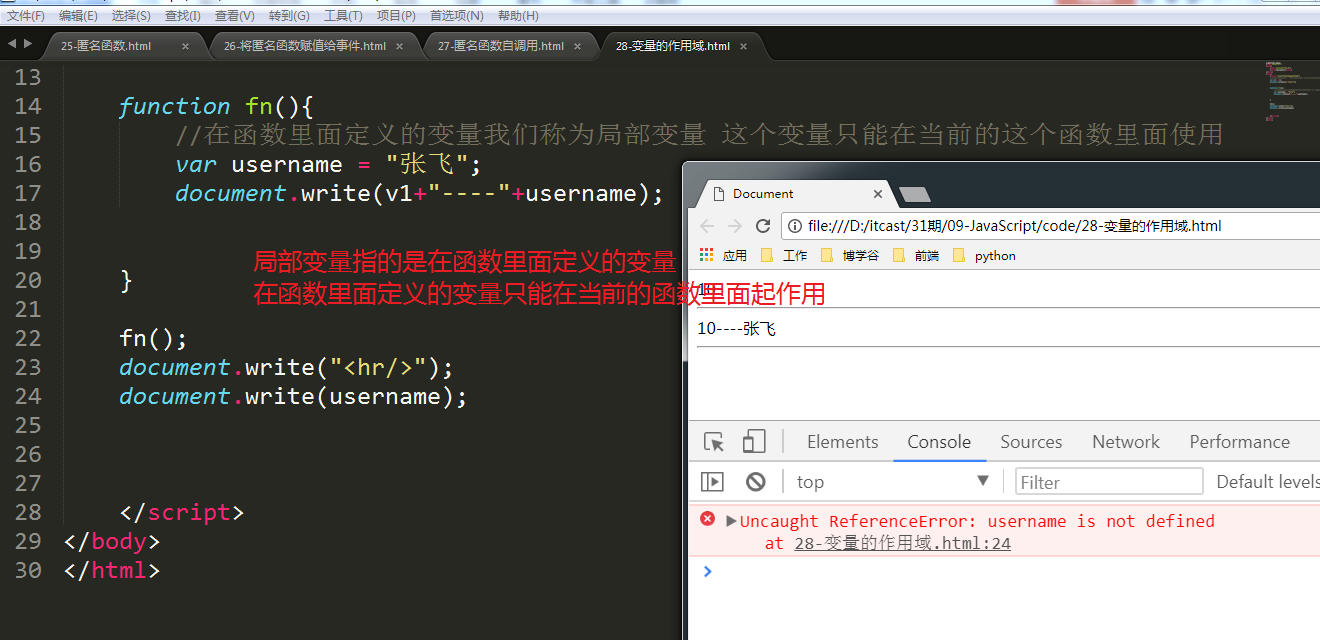 文件(F) 编辑(E) 选择(S) 查找(I) 查看(V) 转到(G) 工具(T) 项目(P) 首选项(N) 帮助(H)
25-匿名函数.html × 26-将匿名函数赋值给事件.html × 27-匿名函数自调用.html × 28-变量的作用域.html ×
13
14 function fn(){
15 //在函数里面定义的变量我们称为局部变量 这个变量只能在当前的这个函数里面使用
16 var username = "张飞";
17 document.write(v1+"----"+username);
18
19
20 }
21
22 fn();
23 document.write("<hr/>");
24 document.write(username);
25
26
27
28 </script>
29 </body>
30 </html>
局部变量指的是在函数里面定义的变量
在函数里面定义的变量只能在当前的函数里面起作用
Document ×
file:///D:/itcast/31期/09-JavaScript/code/28-变量的作用域.html
应用 工作 博学谷 前端 python
10----张飞
Elements Console Sources Network Performance
top ▼ Filter Default levels
Uncaught ReferenceError: username is not defined
at 28-变量的作用域.html:24